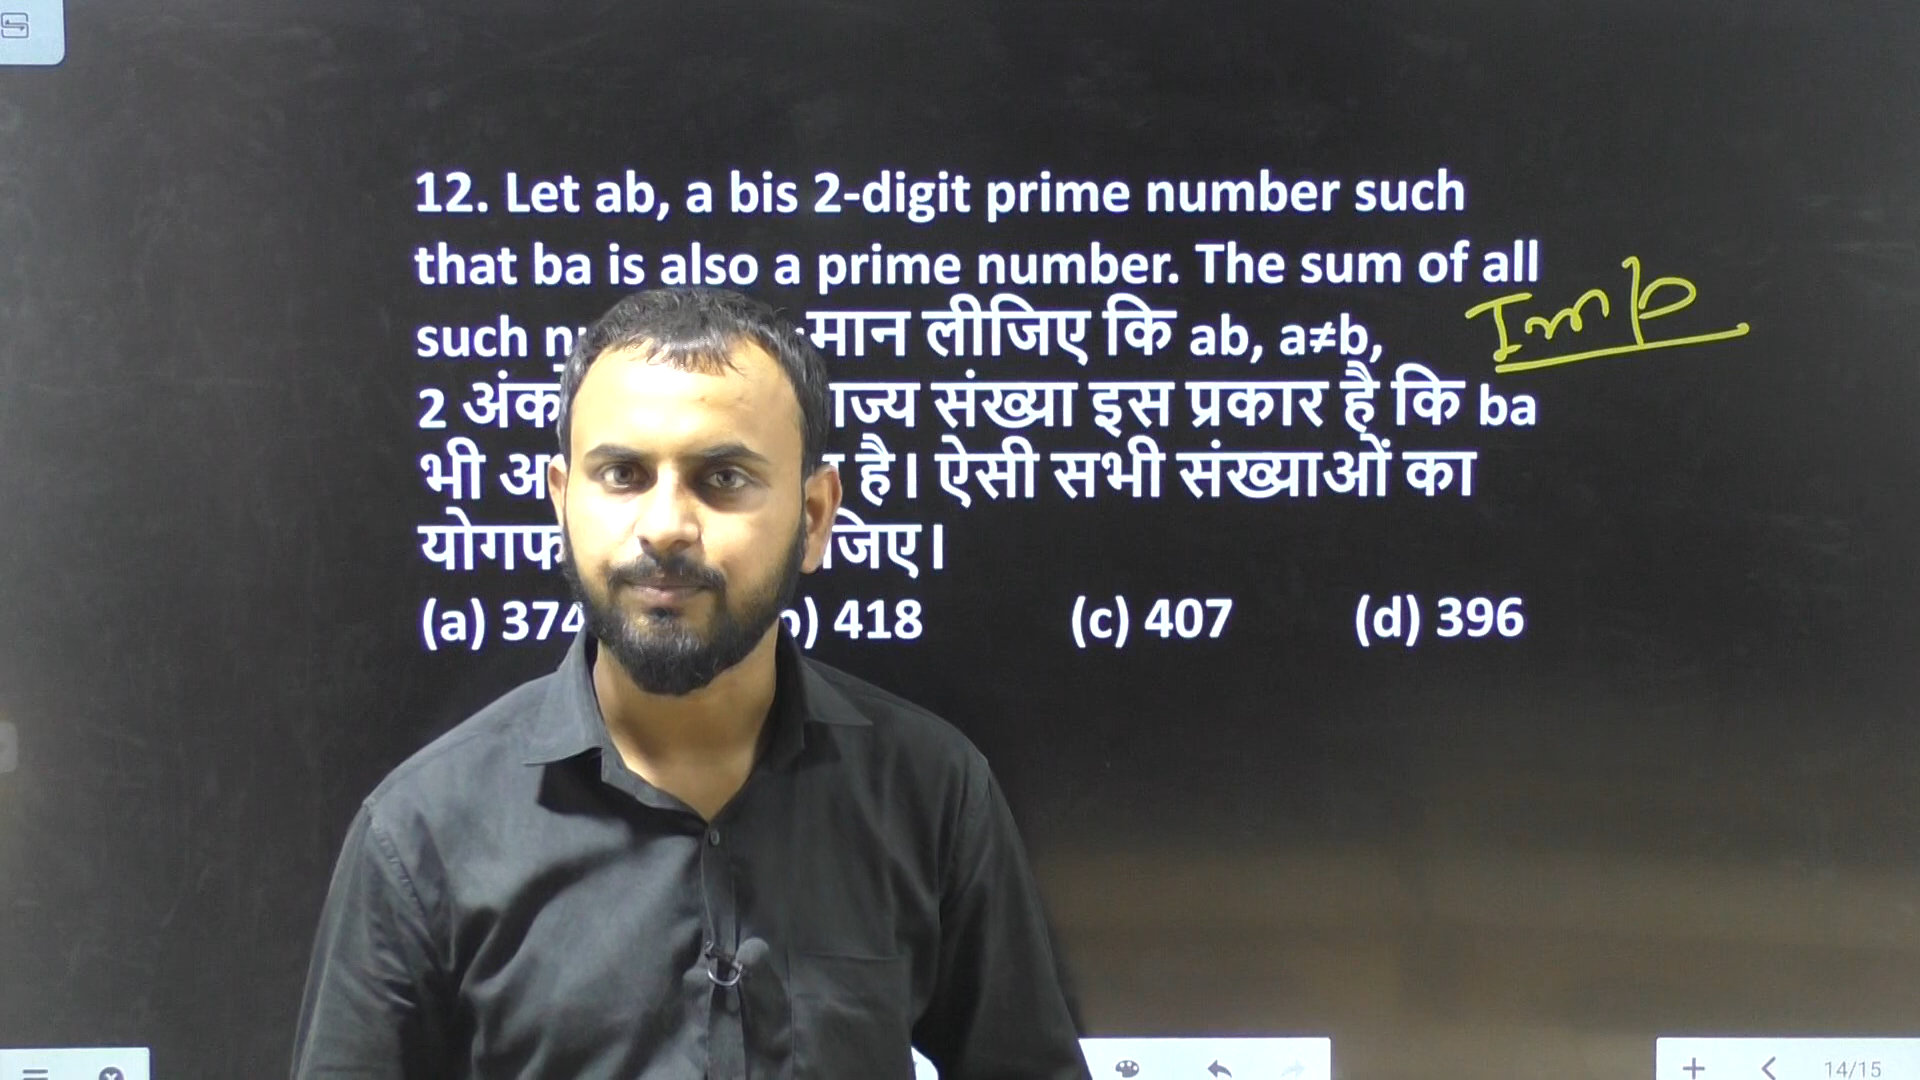 12. Let ab, a bis 2-digit prime number such
that ba is also a prime number. The sum of all
such मान लीजिए कि ab, a≠b,
Imp
2 संख्या इस प्रकार है कि ba
भी है। ऐसी सभी संख्याओं का
(a) 374 418 (c) 407 (d) 396
14/15